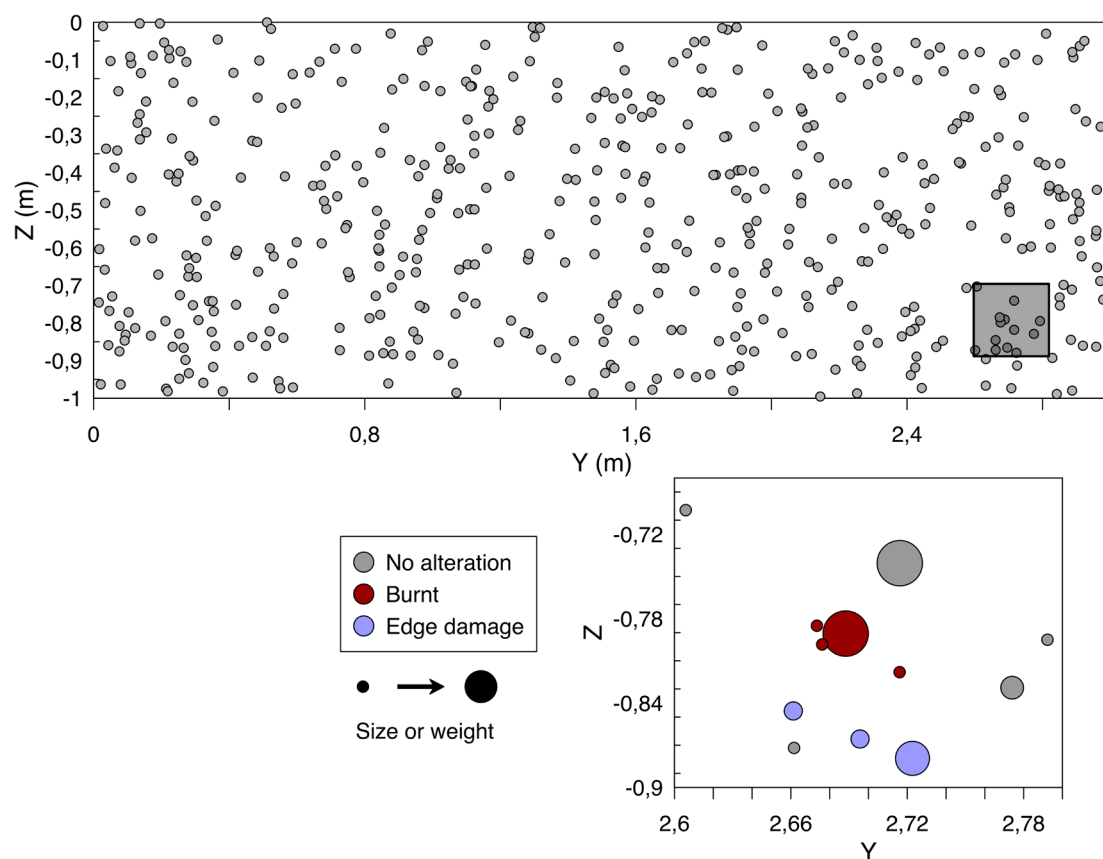 0
-0,1
-0,2
-0,3
-0,4
-0,5
-0,6
-0,7
-0,8
-0,9
-1
Z (m)
0
0,8
1,6
2,4
Y (m)
No alteration
Burnt
Edge damage
Size or weight
-0,72
-0,78
-0,84
-0,9
Z
2,6
2,66
2,72
2,78
Y